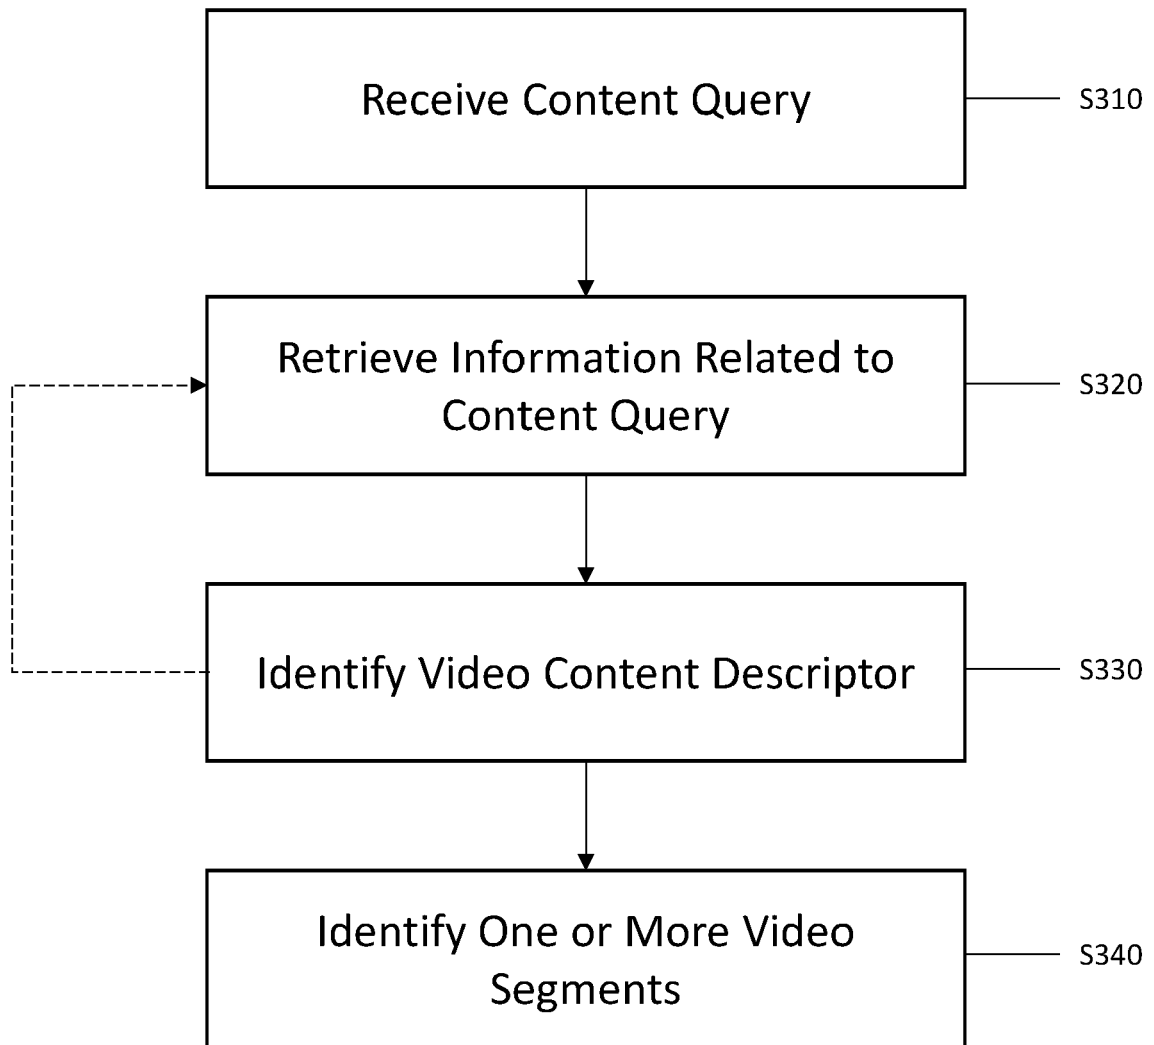 Receive Content Query
S310
Retrieve Information Related to
Content Query
S320
Identify Video Content Descriptor
S330
Identify One or More Video
Segments
S340